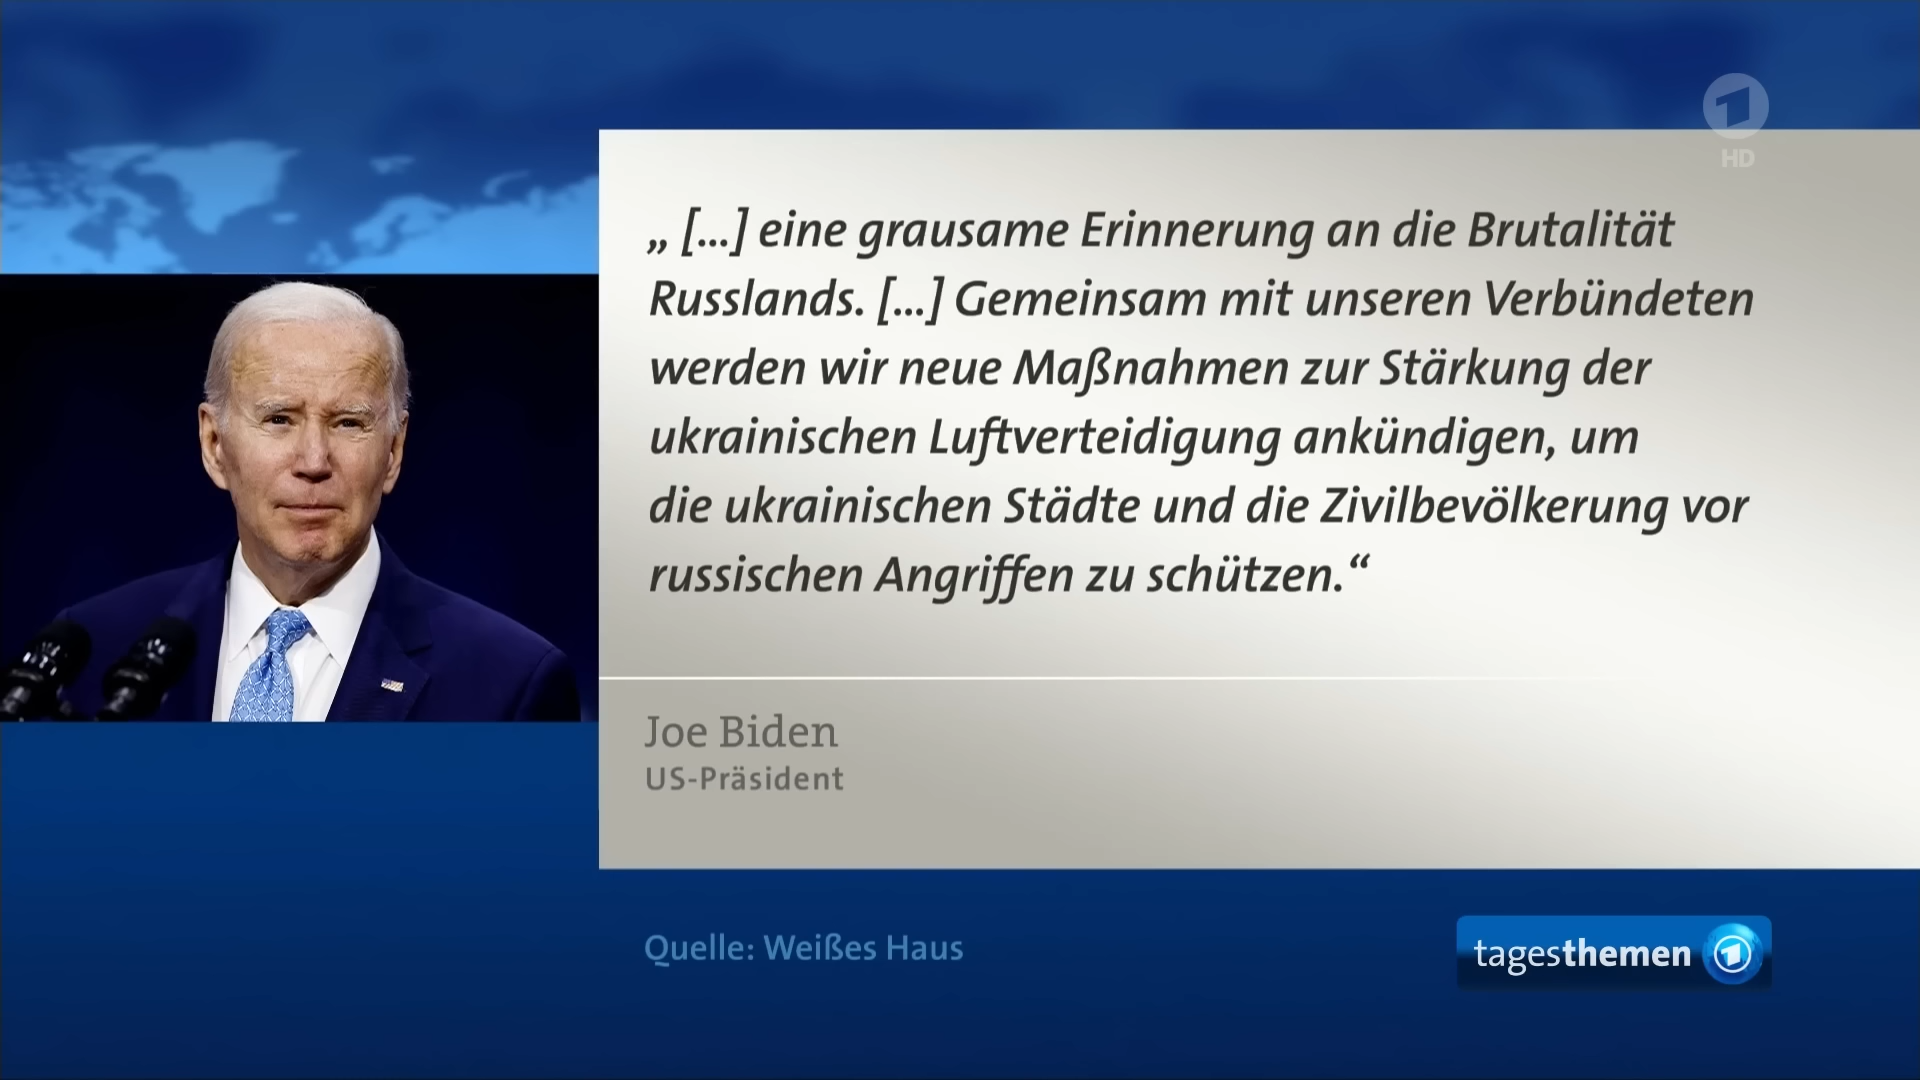 HD
„ [...] eine grausame Erinnerung an die Brutalität
Russlands. [...] Gemeinsam mit unseren Verbündeten
werden wir neue Maßnahmen zur Stärkung der
ukrainischen Luftverteidigung ankündigen, um
die ukrainischen Städte und die Zivilbevölkerung vor
russischen Angriffen zu schützen.“
Joe Biden
US-Präsident
Quelle: Weißes Haus
tagesthemen